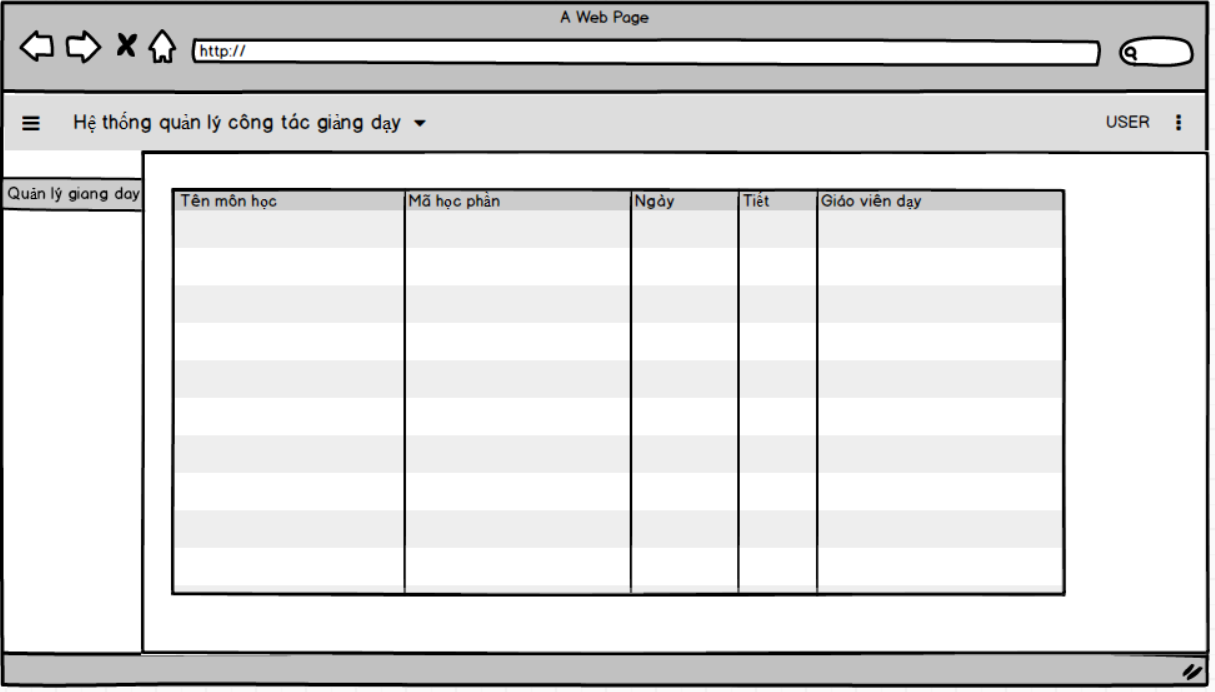 A Web Page
http://
Hệ thống quản lý công tác giảng dạy
USER
Quản lý giang day
Tên môn học
Mã học phần
Ngày
Tiết
Giáo viên dạy